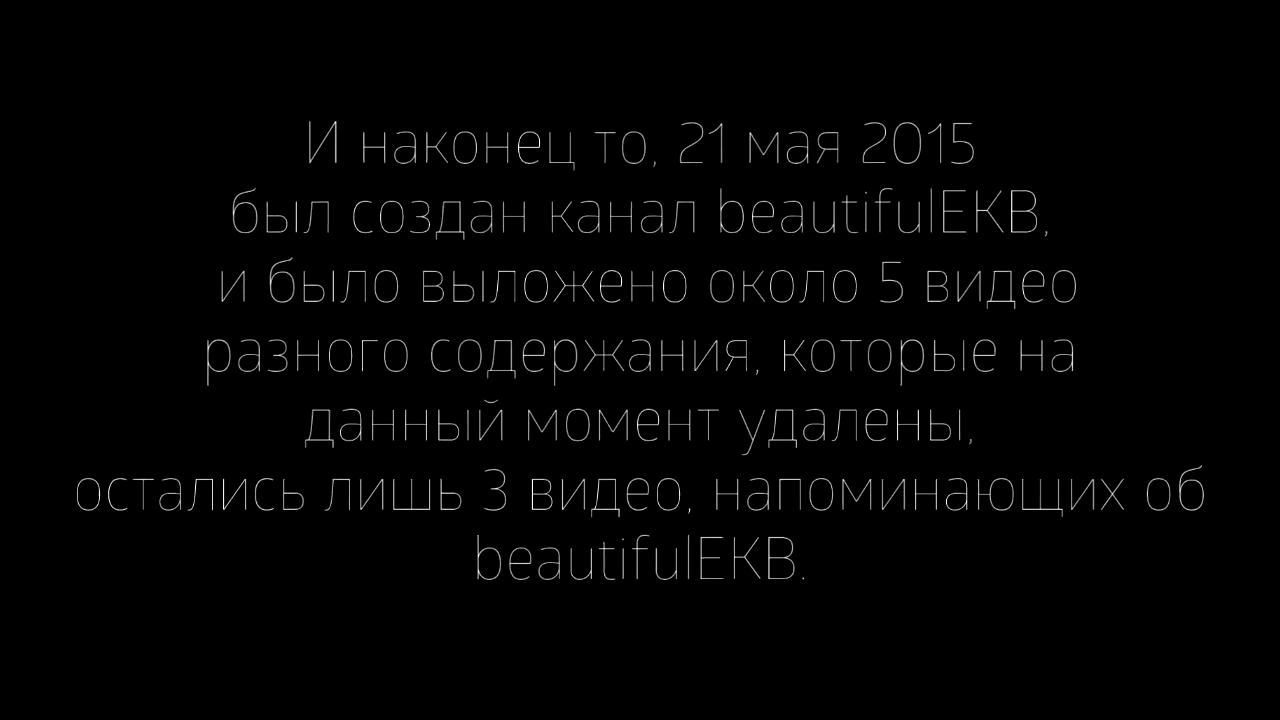 И наконец то, 21 мая 2015
был создан канал beautifulEKB,
и было выложено около 5 видео
разного содержания, которые на
данный момент удалены,
остались лишь 3 видео, напоминающих об
beautifulEKB.